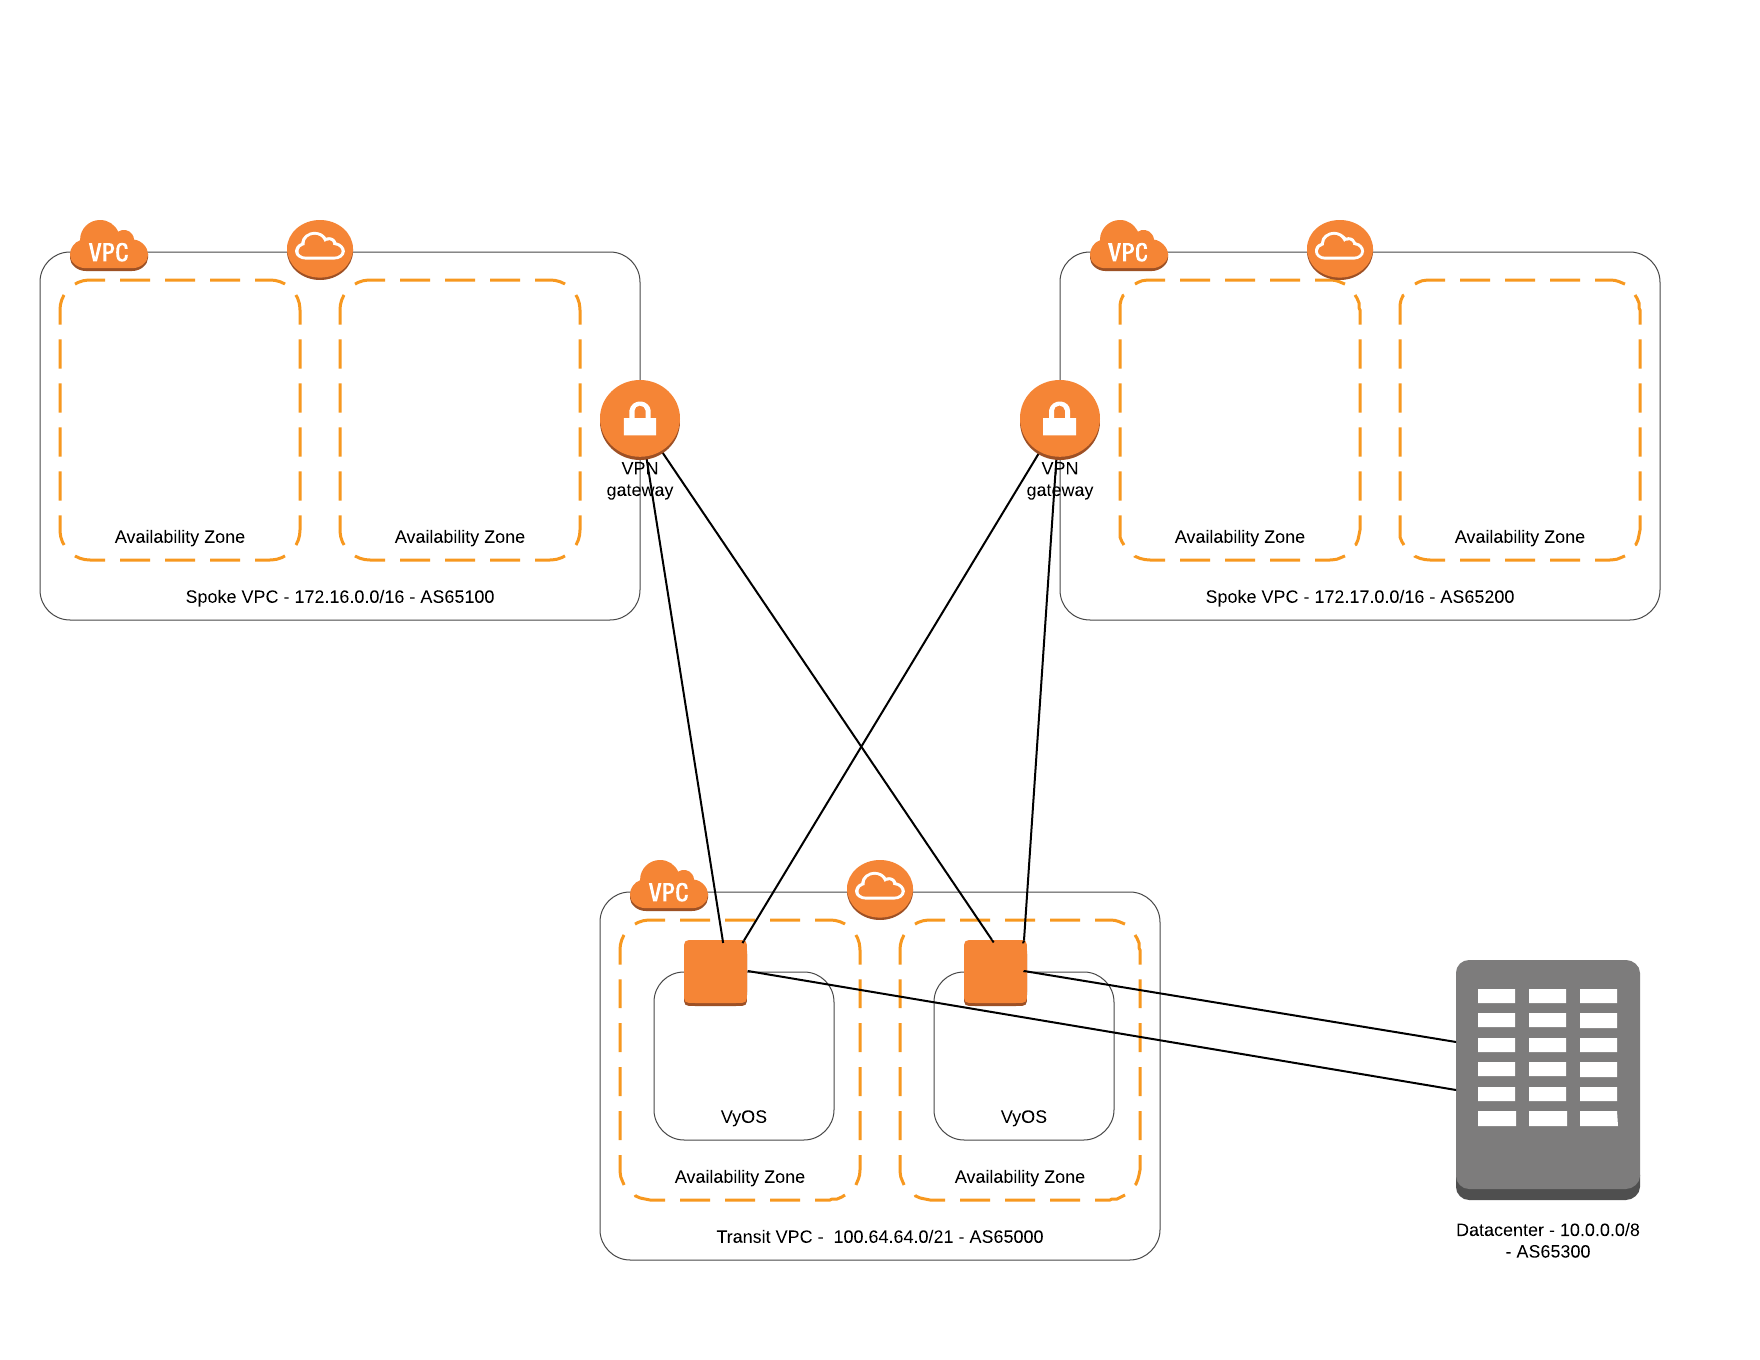 VPC
VPC
VPN
gateway
VPN
gateway
Availability Zone
Availability Zone
Availability Zone
Availability Zone
Spoke VPC - 172.16.0.0/16 - AS65100
Spoke VPC - 172.17.0.0/16 - AS65200
VPC
VyOS
VyOS
Availability Zone
Availability Zone
Transit VPC -  100.64.64.0/21 - AS65000
Datacenter - 10.0.0.0/8
- AS65300